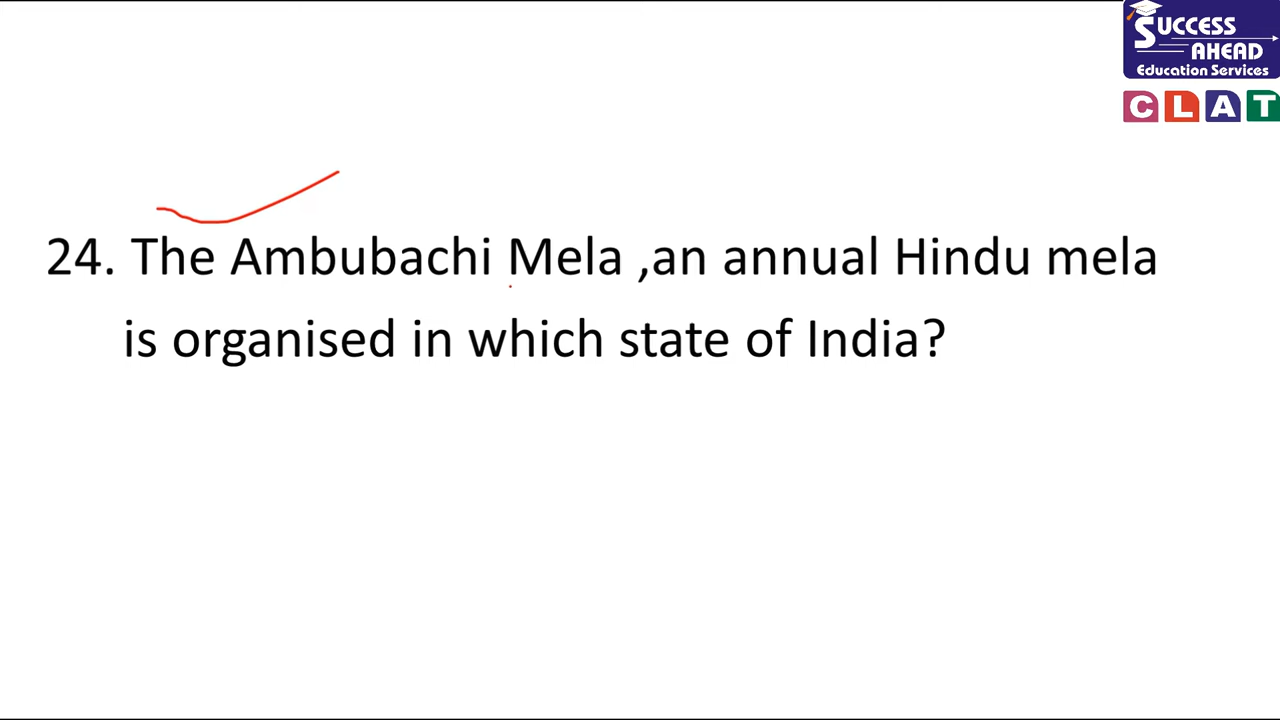 SUCCESS
AHEAD
Education Services
CLAT
24. The Ambubachi Mela ,an annual Hindu mela
is organised in which state of India?